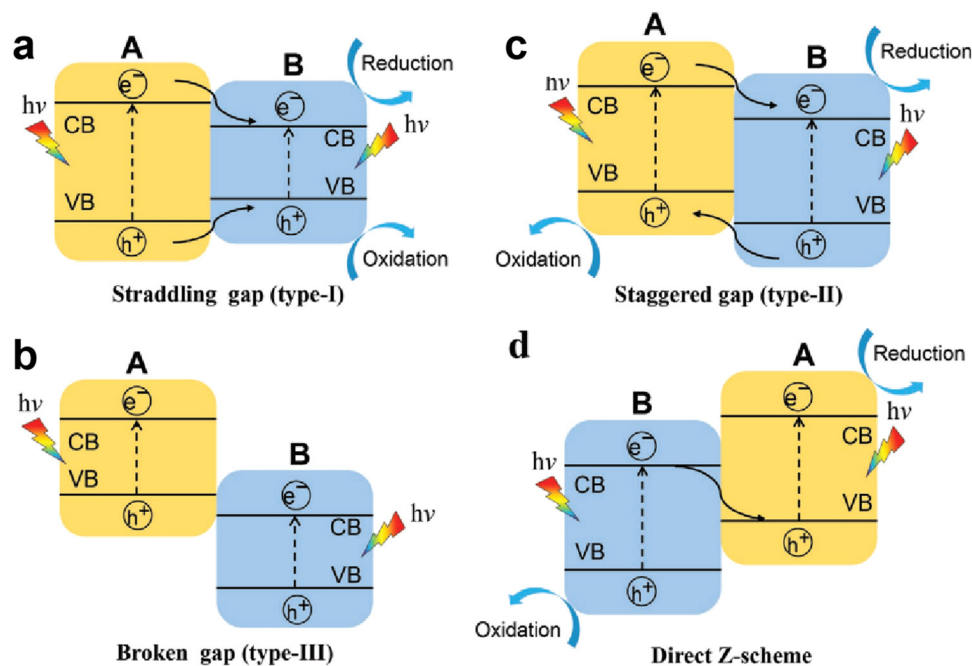 a
A
B
Reduction
e−
e−
hν
hν
CB
CB
VB
VB
h+
h+
Oxidation
Straddling gap (type-I)
c
A
B
Reduction
e−
e−
hν
hν
CB
CB
VB
VB
h+
h+
Oxidation
Staggered gap (type-II)
b
A
B
e−
e−
hν
hν
CB
CB
VB
VB
h+
h+
Broken gap (type-III)
d
A
B
Reduction
e−
e−
hν
hν
CB
CB
VB
VB
h+
h+
Oxidation
Direct Z-scheme